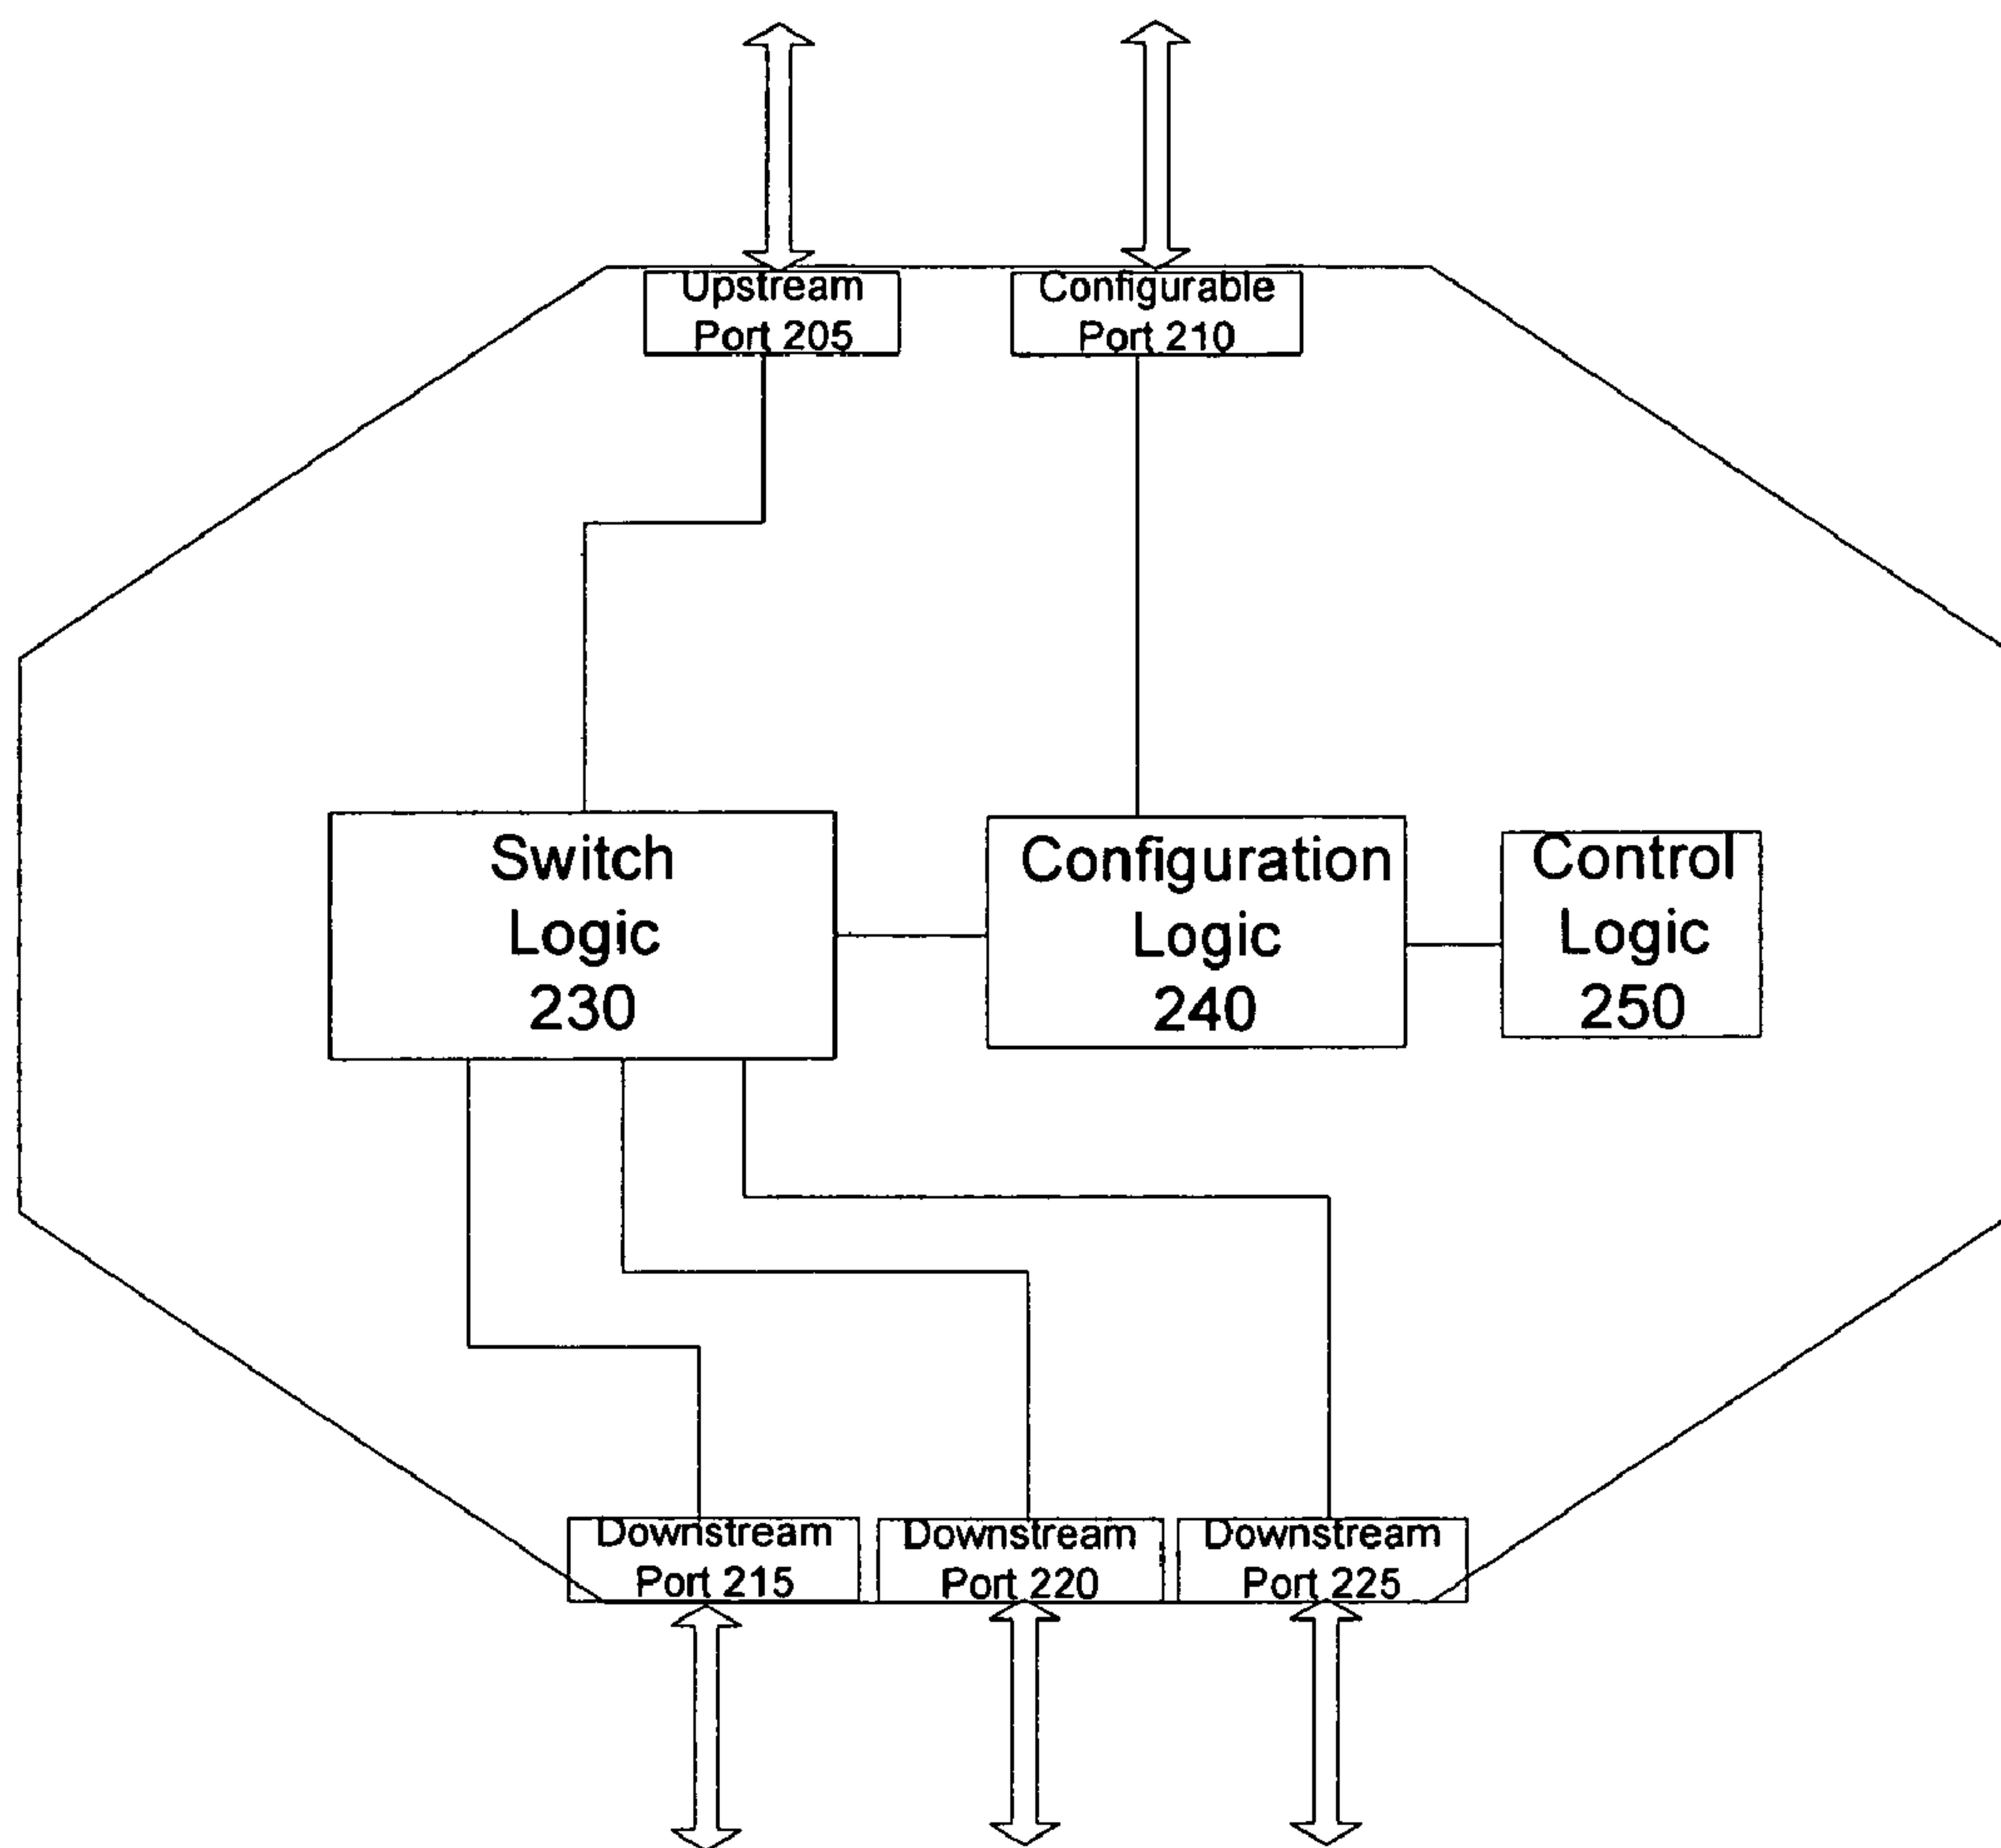 Upstream
Port 205
Configurable
Port 210
Switch
Logic
230
Configuration
Logic
240
Control
Logic
250
Downstream
Port 215
Downstream
Port 220
Downstream
Port 225